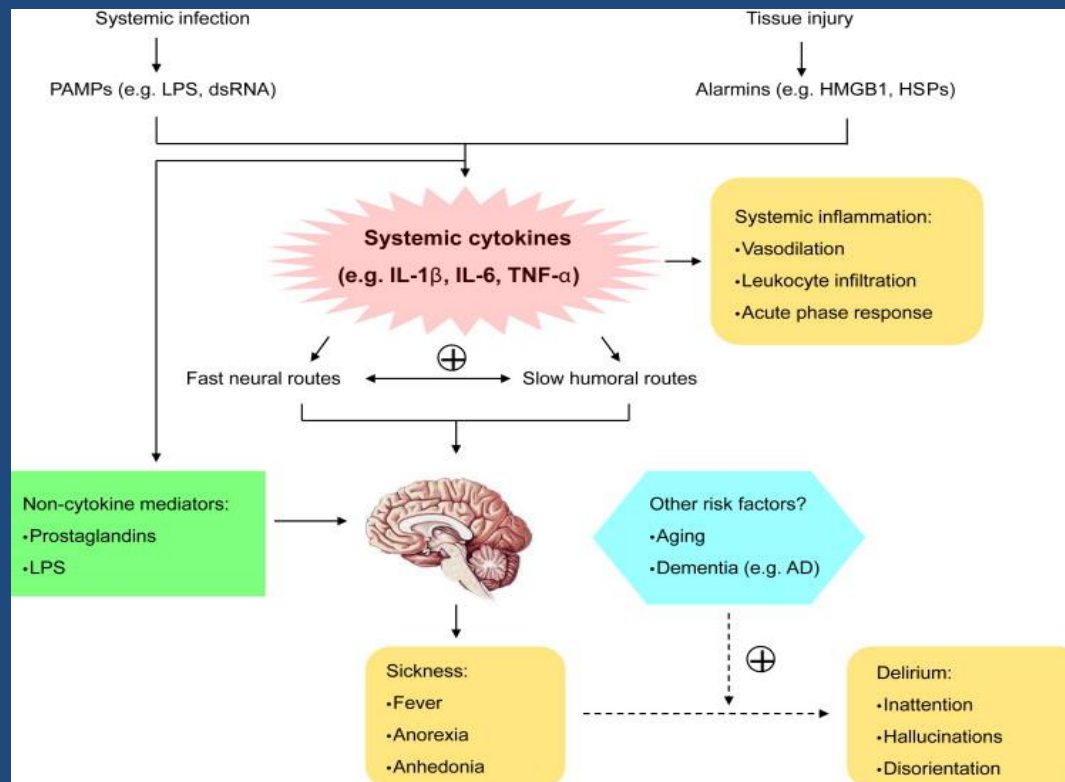 Systemic infection
Tissue injury
PAMPs (e.g. LPS, dsRNA)
Alarmins (e.g. HMGB1, HSPs)
Systemic cytokines
(e.g. IL-1β, IL-6, TNF-α)
Systemic inflammation:
•Vasodilation
•Leukocyte infiltration
•Acute phase response
Fast neural routes
Slow humoral routes
Non-cytokine mediators:
•Prostaglandins
•LPS
Other risk factors?
•Aging
•Dementia (e.g. AD)
Sickness:
•Fever
•Anorexia
•Anhedonia
Delirium:
•Inattention
•Hallucinations
•Disorientation